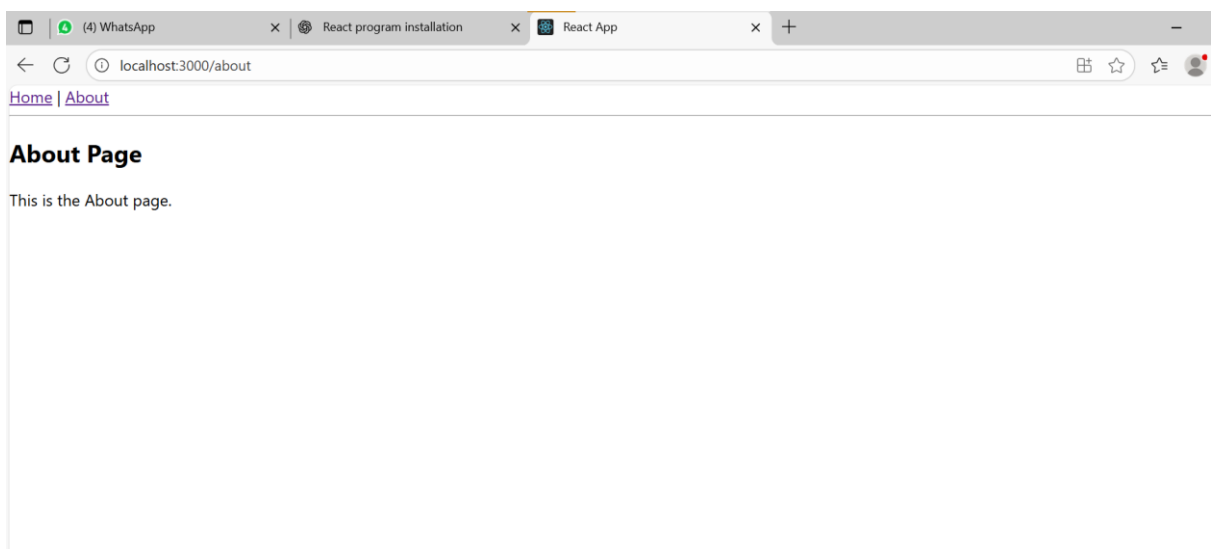 4 (4) WhatsApp React program installation React App
localhost:3000/about
Home | About
About Page
This is the About page.